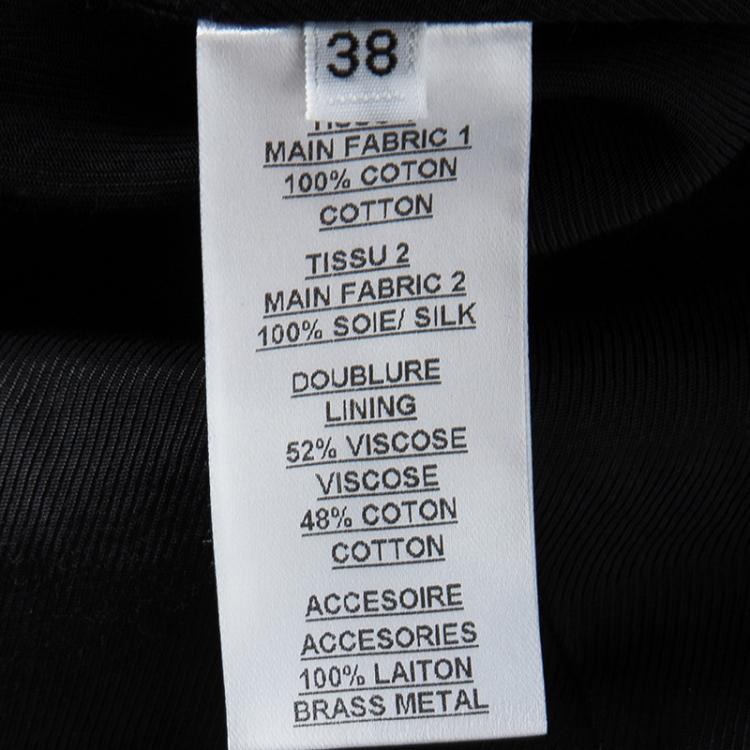 38
MAIN FABRIC 1
100% COTON
COTTON
TISSU 2
MAIN FABRIC 2
100% SOIE/ SILK
DOUBLURE
LINING
52% VISCOSE
VISCOSE
48% COTON
COTTON
ACCESOIRE
ACCESORIES
100% LAITON
BRASS METAL